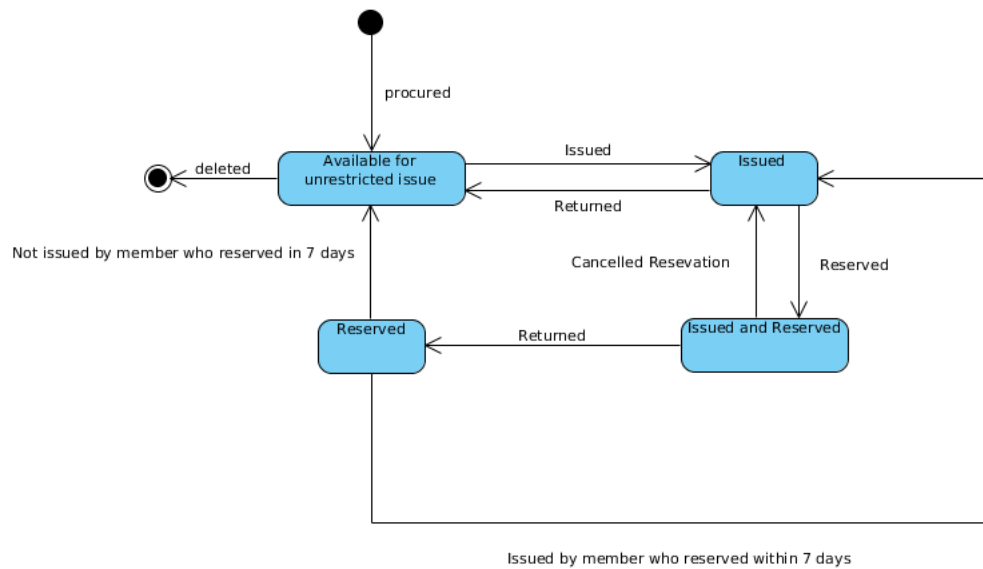 procured
Available for
unrestricted issue
deleted
Issued
Issued
Returned
Not issued by member who reserved in 7 days
Cancelled Resevation
Reserved
Reserved
Returned
Issued and Reserved
Issued by member who reserved within 7 days